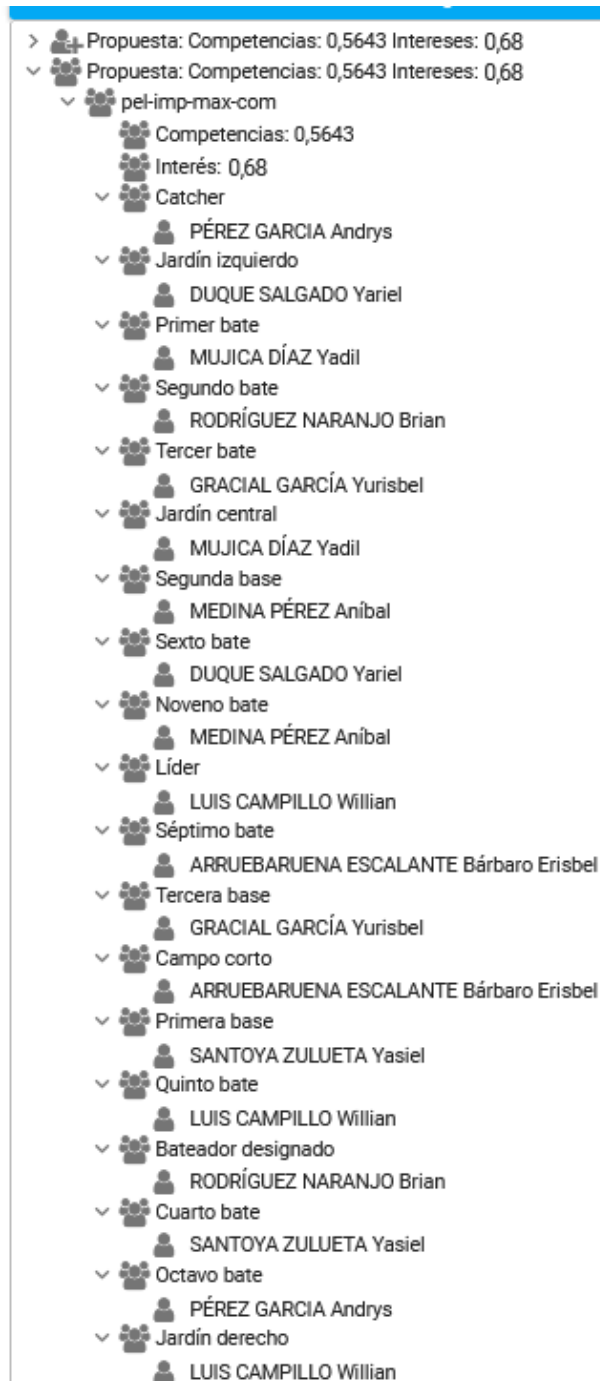 Propuesta: Competencias: 0,5643 Intereses: 0,68
Propuesta: Competencias: 0,5643 Intereses: 0,68
pel-imp-max-com
Competencias: 0,5643
Interés: 0,68
Catcher
PÉREZ GARCIA Andrys
Jardín izquierdo
DUQUE SALGADO Yariel
Primer bate
MUJICA DÍAZ Yadil
Segundo bate
RODRÍGUEZ NARANJO Brian
Tercer bate
GRACIAL GARCÍA Yurisbel
Jardín central
MUJICA DÍAZ Yadil
Segunda base
MEDINA PÉREZ Aníbal
Sexto bate
DUQUE SALGADO Yariel
Noveno bate
MEDINA PÉREZ Aníbal
Líder
LUIS CAMPILLO Willian
Séptimo bate
ARRUEBARUENA ESCALANTE Bárbaro Erisbel
Tercera base
GRACIAL GARCÍA Yurisbel
Campo corto
ARRUEBARUENA ESCALANTE Bárbaro Erisbel
Primera base
SANTOYA ZULUETA Yasiel
Quinto bate
LUIS CAMPILLO Willian
Bateador designado
RODRÍGUEZ NARANJO Brian
Cuarto bate
SANTOYA ZULUETA Yasiel
Octavo bate
PÉREZ GARCIA Andrys
Jardín derecho
LUIS CAMPILLO Willian